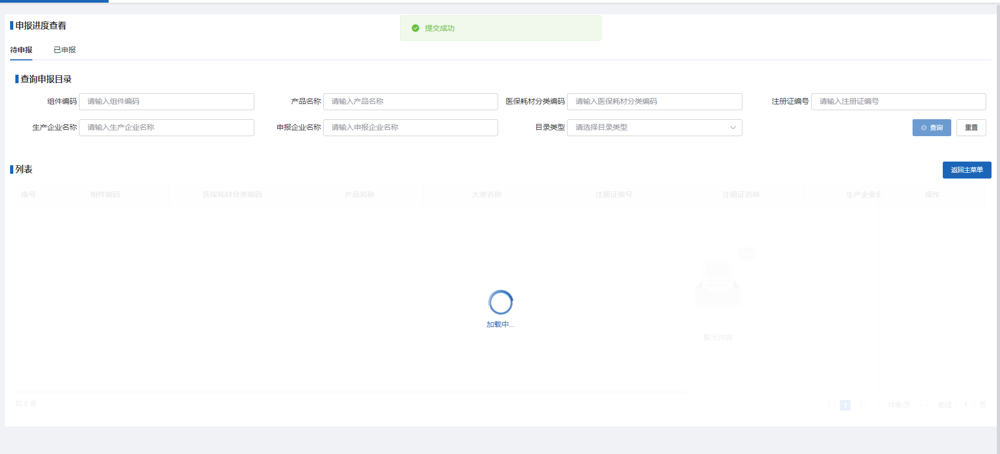 申报进度查看
提交成功
待申报 已申报
查询申报目录
组件编码 请输入组件编码 产品名称 请输入产品名称 医保耗材分类编码 请输入医保耗材分类编码 注册证编号 请输入注册证编号
生产企业名称 请输入生产企业名称 申报企业名称 请输入申报企业名称 目录类型 请选择目录类型 查询 重置
列表 返回主菜单
序号 组件编码 医保耗材分类编码 产品名称 大类名称 注册证编号 注册证名称 生产企业名 操作
加载中...
暂无内容
共 0 条 1 10条/页 前往 1 页